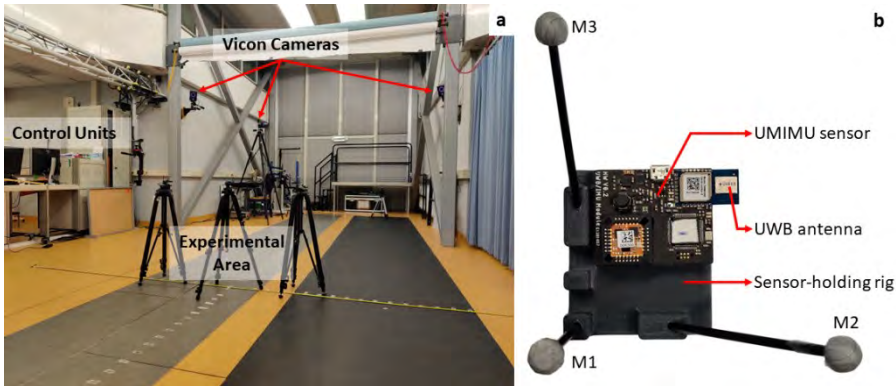 a
Vicon Cameras
Control Units
Experimental
Area
b
M3
UMIMU sensor
UWB antenna
Sensor-holding rig
M2
M1